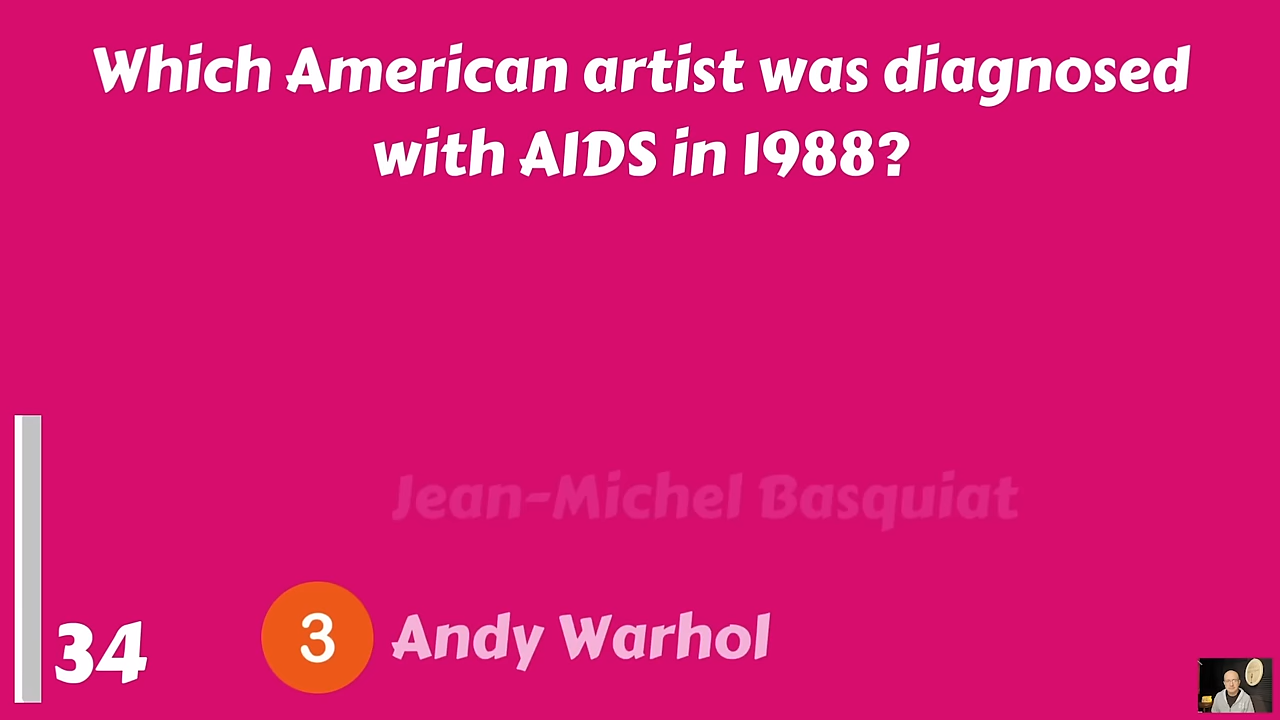 Which American artist was diagnosed
with AIDS in 1988?
Jean-Michel Basquiat
34
3 Andy Warhol